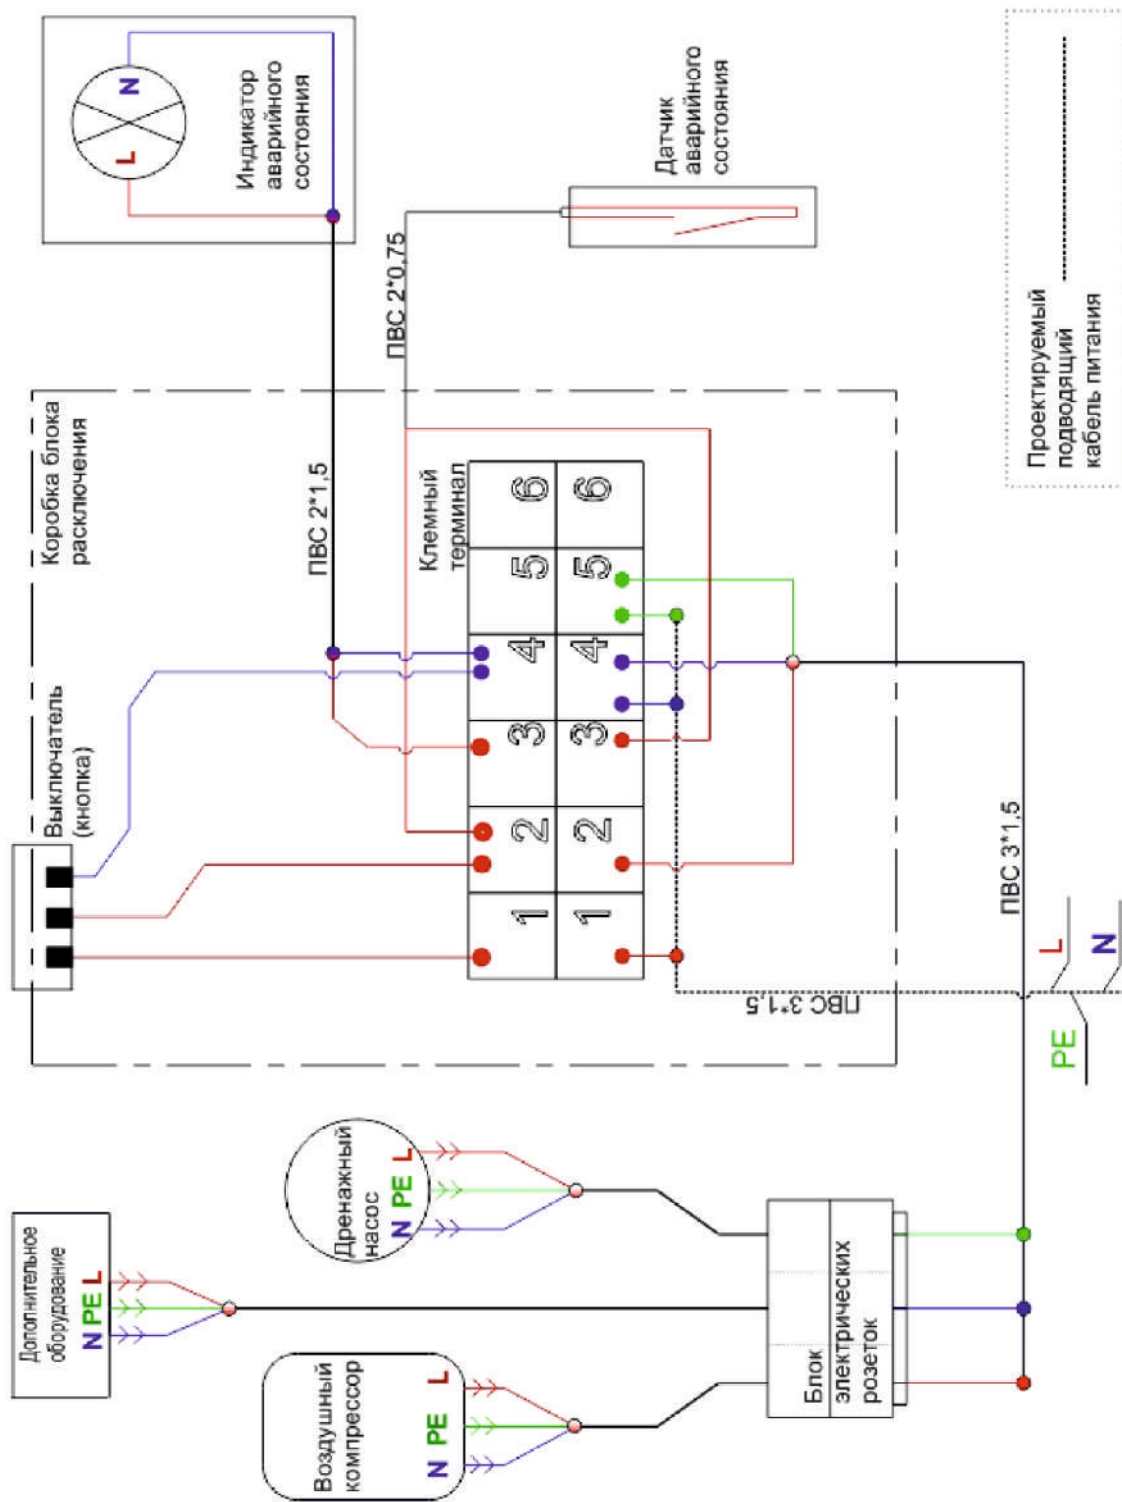 Индикатор
аварийного
состояния
L
N
Датчик
аварийного
состояния
Проектируемый
подводящий
кабель питания
ПВС 2*0,75
ПВС 2*1,5
Коробка блока
расключения
Выключатель
(кнопка)
Клемный
терминал
1 2 3 4 5 6
1 2 3 4 5 6
ПВС 3*1,5
ПВС 3*1,5
L
N
PE
Дополнительное
оборудование
N PE L
Дренажный
насос
N PE L
Воздушный
компрессор
N PE L
Блок
электрических
розеток